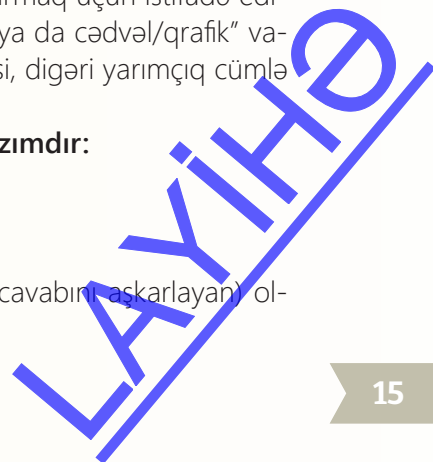 üçün istifadə edi-
ya da cədvəl/qrafik” va-
si, digəri yarımçıq cümlə
zımdır:
cavabını aşkarlayan) ol-
LAYİHƏ
15